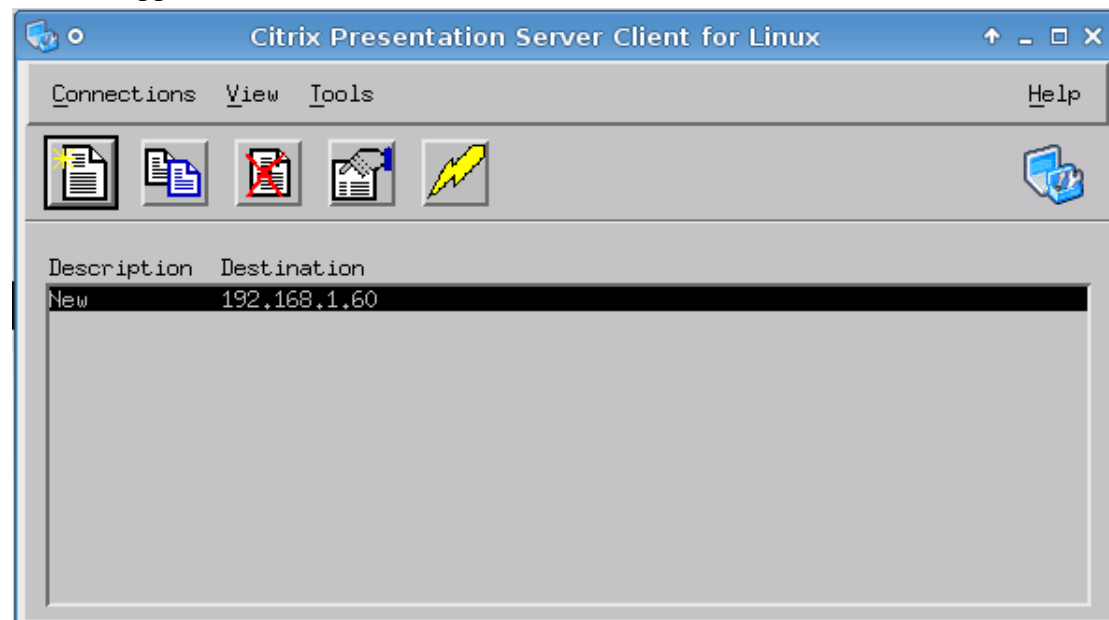 Citrix Presentation Server Client for Linux
Connections View Tools Help
Description Destination
New 192.168.1.60